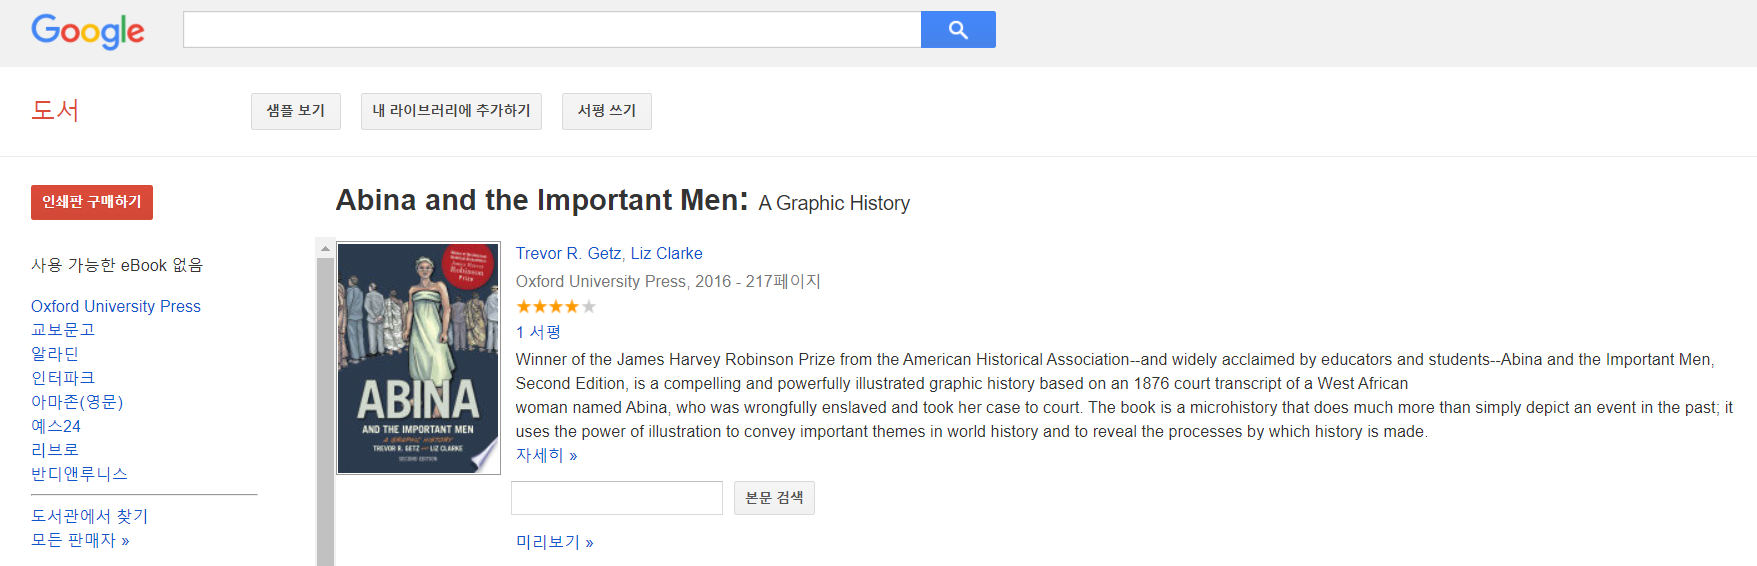 Google
도서
샘플 보기
내 라이브러리에 추가하기
서평 쓰기
인쇄판 구매하기
사용 가능한 eBook 없음
Oxford University Press
교보문고
알라딘
인터파크
아마존(영문)
예스24
리브로
반디앤루니스
도서관에서 찾기
모든 판매자 »
Abina and the Important Men: A Graphic History
Winner of the
James Harvey
Robinson
Prize
ABINA
AND THE IMPORTANT MEN
A GRAPHIC HISTORY
TREVOR R. GETZ AND LIZ CLARKE
SECOND EDITION
Trevor R. Getz, Liz Clarke
Oxford University Press, 2016 - 217페이지
1 서평
Winner of the James Harvey Robinson Prize from the American Historical Association--and widely acclaimed by educators and students--Abina and the Important Men,
Second Edition, is a compelling and powerfully illustrated graphic history based on an 1876 court transcript of a West African
woman named Abina, who was wrongfully enslaved and took her case to court. The book is a microhistory that does much more than simply depict an event in the past; it
uses the power of illustration to convey important themes in world history and to reveal the processes by which history is made.
자세히 »
본문 검색
미리보기 »